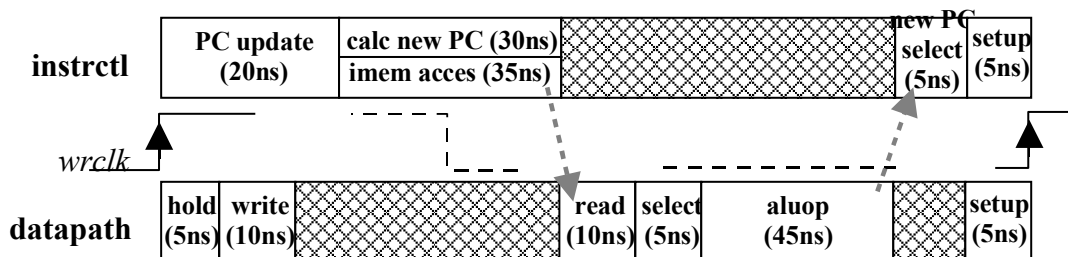 instrctl
PC update
(20ns)
calc new PC (30ns)
imem acces (35ns)
new PC
select
(5ns)
setup
(5ns)
wrclk
datapath
hold
(5ns)
write
(10ns)
read
(10ns)
select
(5ns)
aluop
(45ns)
setup
(5ns)